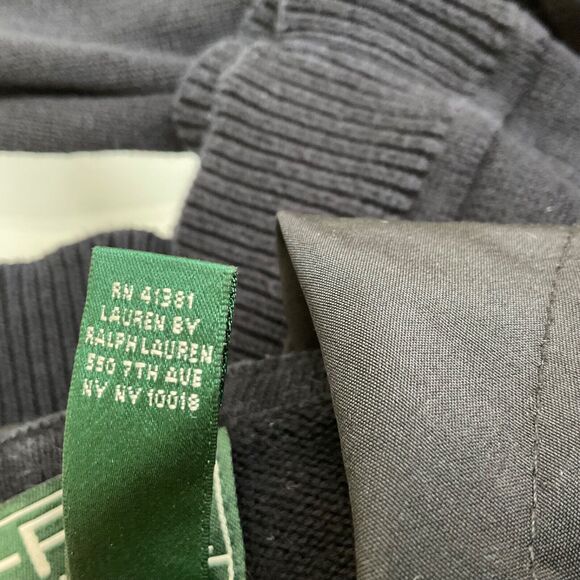 RN 41381
LAUREN BY
RALPH LAUREN
550 7TH AVE
NY NY 10018